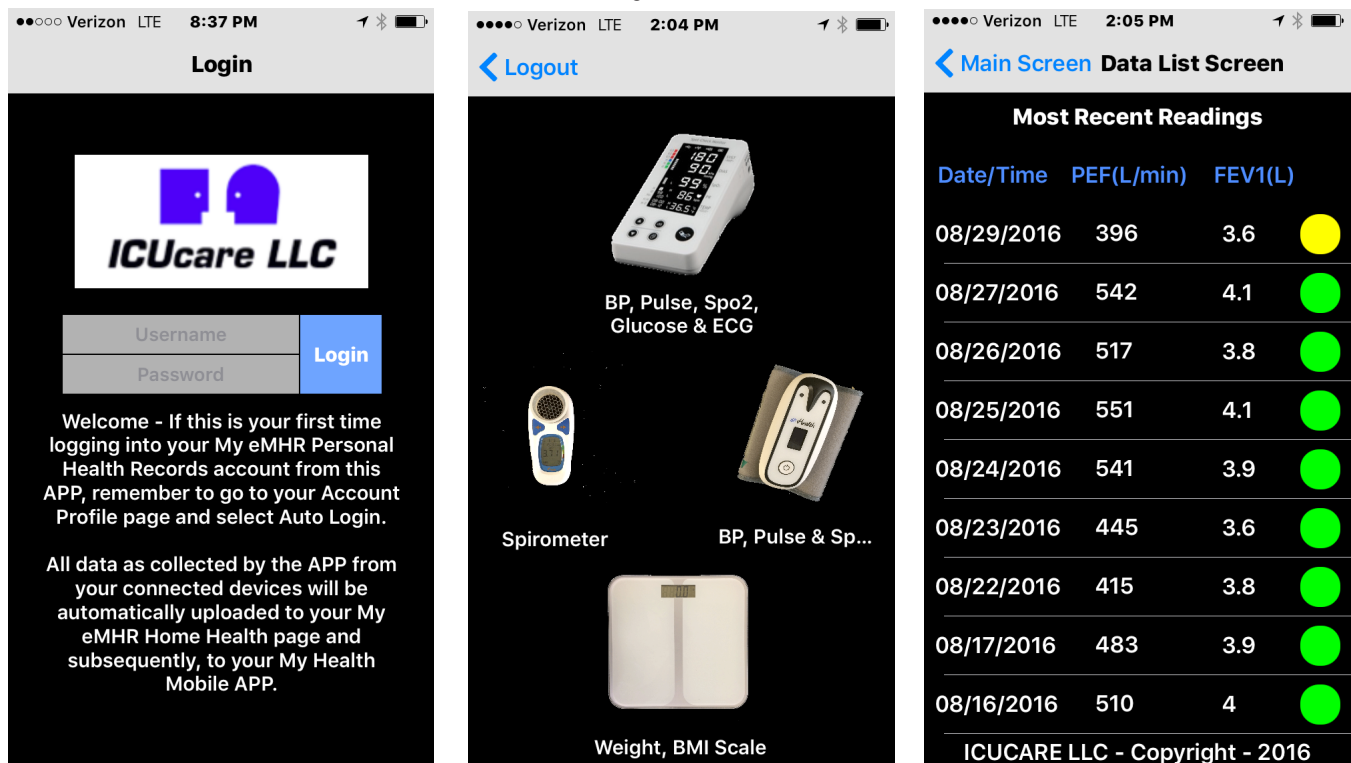 ●●○○○ Verizon LTE 8:37 PM
Login
ICUcare LLC
Username
Password
Login
Welcome - If this is your first time
logging into your My eMHR Personal
Health Records account from this
APP, remember to go to your Account
Profile page and select Auto Login.
All data as collected by the APP from
your connected devices will be
automatically uploaded to your My
eMHR Home Health page and
subsequently, to your My Health
Mobile APP.
●●●●○ Verizon LTE 2:04 PM
Logout
180
90
99
86
36.5
BP, Pulse, Spo2,
Glucose & ECG
Health
Spirometer
BP, Pulse & Sp...
Weight, BMI Scale
●●●●○ Verizon LTE 2:05 PM
Main Screen Data List Screen
Most Recent Readings
Date/Time PEF(L/min) FEV1(L)
08/29/2016 396 3.6
08/27/2016 542 4.1
08/26/2016 517 3.8
08/25/2016 551 4.1
08/24/2016 541 3.9
08/23/2016 445 3.6
08/22/2016 415 3.8
08/17/2016 483 3.9
08/16/2016 510 4
ICUCARE LLC - Copyright - 2016